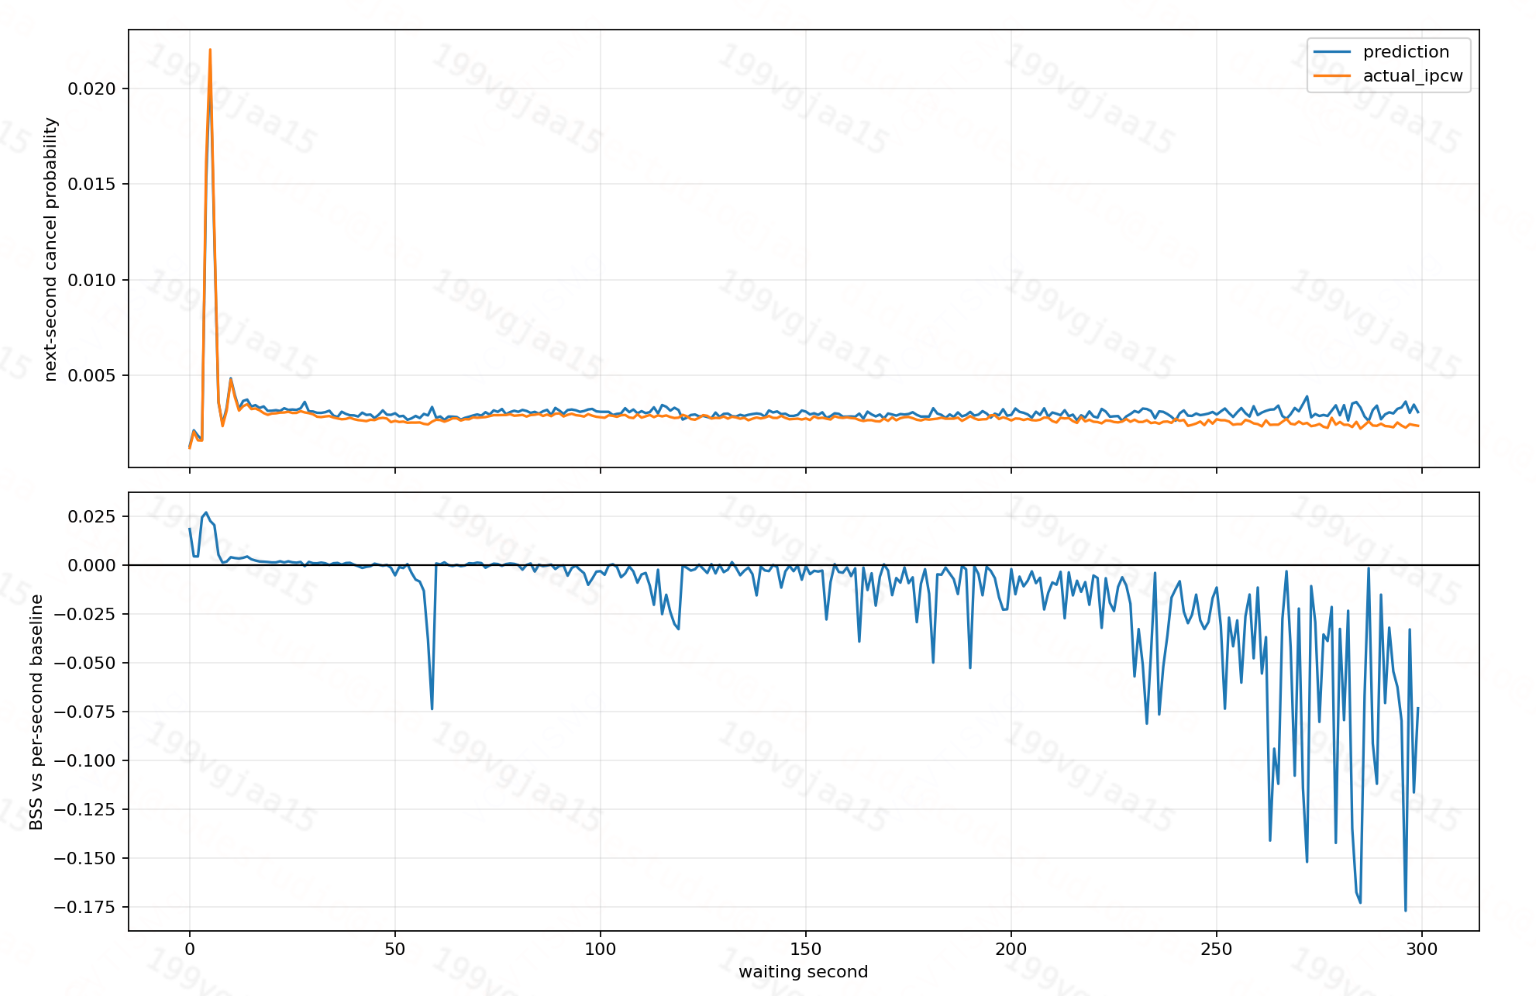 prediction
actual_ipcw
next-second cancel probability
0.020
0.015
0.010
0.005
BSS vs per-second baseline
0.025
0.000
−0.025
−0.050
−0.075
−0.100
−0.125
−0.150
−0.175
0 50 100 150 200 250 300
waiting second
199vgjaa15